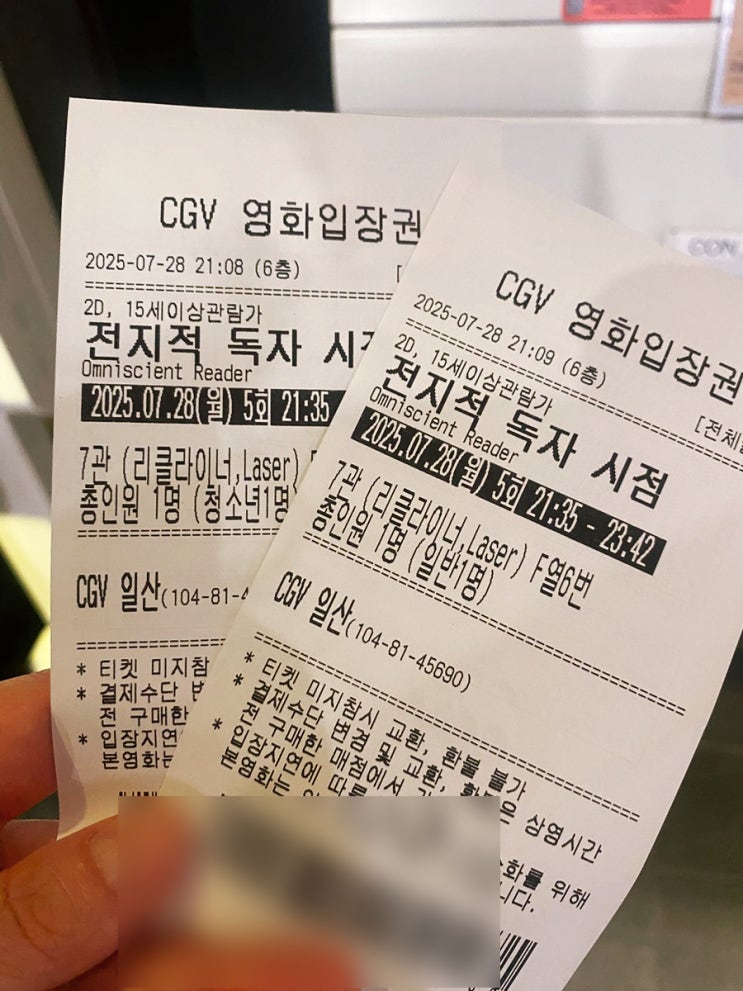 CGV 영화입장권
2025-07-28 21:08 (6층)
2D, 15세이상관람가
전지적 독자
Omniscient Reader
2025.07.28(월) 5회 21:35
7관 (리클라이너,Laser)
총인원 1명 (청소년1명
CGV 일산(104-81-4
* 티켓 미지참
* 결제수단
전 구매한
* 입장지연
본영화는
CGV 영화입장권
2025-07-28 21:09 (6층)
[전체
2D, 15세이상관람가
전지적 독자 시점
Omniscient Reader
2025.07.28(월) 5회 21:35 - 23:42
7관 (리클라이너,Laser) F열6번
총인원 1명 (일반1명)
CGV 일산(104-81-45690)
* 티켓 미지참시 교환, 환불 불가
* 결제수단 변경 및 교환, 상영시간
전 구매한 매점에서
* 입장지연에 따른 위해
본영화는 니다.
CON